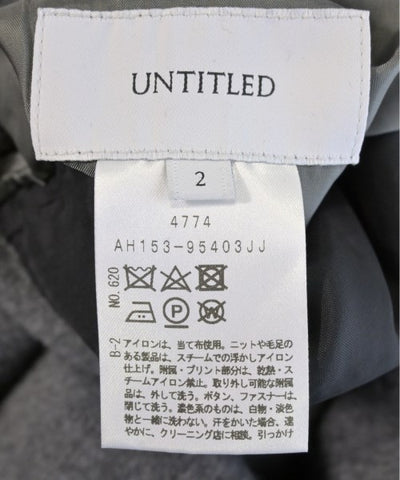 UNTITLED
2
4774
AH153-95403JJ
NO.620
P
W
B-2
アイロンは、当て布使用。ニットや毛足の
ある製品は、スチームでの浮かしアイロン
仕上げ。附属・プリント部分は、乾熱・ス
チームアイロン禁止。取り外し可能な附属
品は、外して洗う。ボタン、ファスナーは、
閉じて洗う。濃色系のものは、白物・淡色
物と一緒に洗わない。汗をかいた場合、速
やかに、クリーニング店に相談。引っかけ